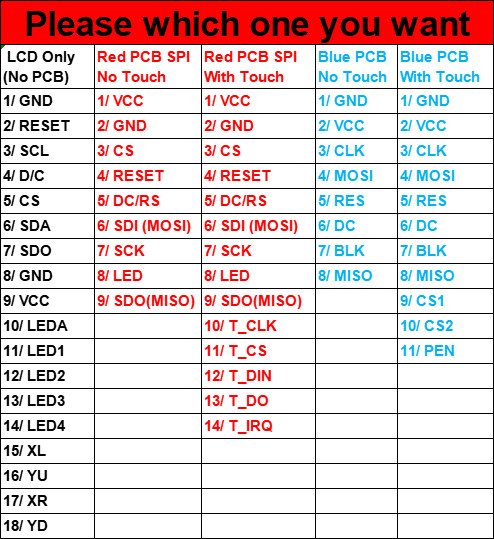 Please which one you want
LCD Only Red PCB SPI Red PCB SPI Blue PCB Blue PCB
(No PCB) No Touch With Touch No Touch With Touch
1/ GND 1/ VCC 1/ VCC 1/ GND 1/ GND
2/ RESET 2/ GND 2/ GND 2/ VCC 2/ VCC
3/ SCL 3/ CS 3/ CS 3/ CLK 3/ CLK
4/ D/C 4/ RESET 4/ RESET 4/ MOSI 4/ MOSI
5/ CS 5/ DC/RS 5/ DC/RS 5/ RES 5/ RES
6/ SDA 6/ SDI (MOSI) 6/ SDI (MOSI) 6/ DC 6/ DC
7/ SDO 7/ SCK 7/ SCK 7/ BLK 7/ BLK
8/ GND 8/ LED 8/ LED 8/ MISO 8/ MISO
9/ VCC 9/ SDO(MISO) 9/ SDO(MISO) 9/ CS1
10/ LEDA 10/ T_CLK 10/ CS2
11/ LED1 11/ T_CS 11/ PEN
12/ LED2 12/ T_DIN
13/ LED3 13/ T_DO
14/ LED4 14/ T_IRQ
15/ XL
16/ YU
17/ XR
18/ YD